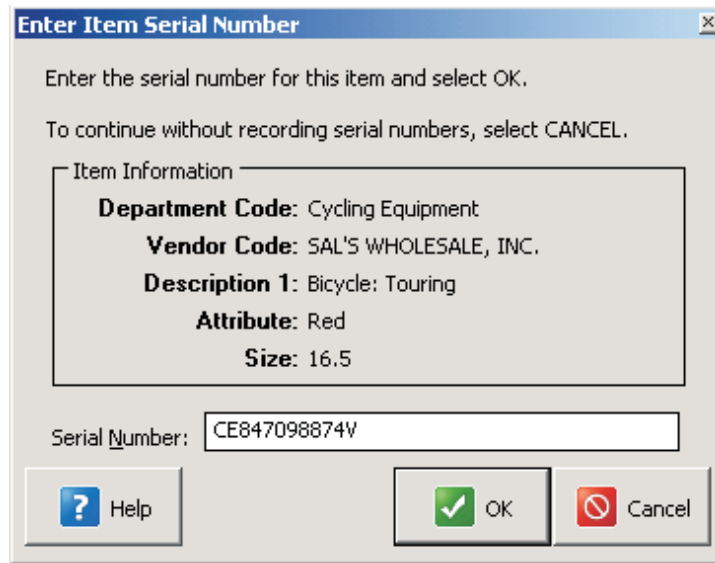 Enter Item Serial Number
Enter the serial number for this item and select OK.
To continue without recording serial numbers, select CANCEL.
Item Information
Department Code: Cycling Equipment
Vendor Code: SAL'S WHOLESALE, INC.
Description 1: Bicycle: Touring
Attribute: Red
Size: 16.5
Serial Number: CE847098874V
? Help OK Cancel